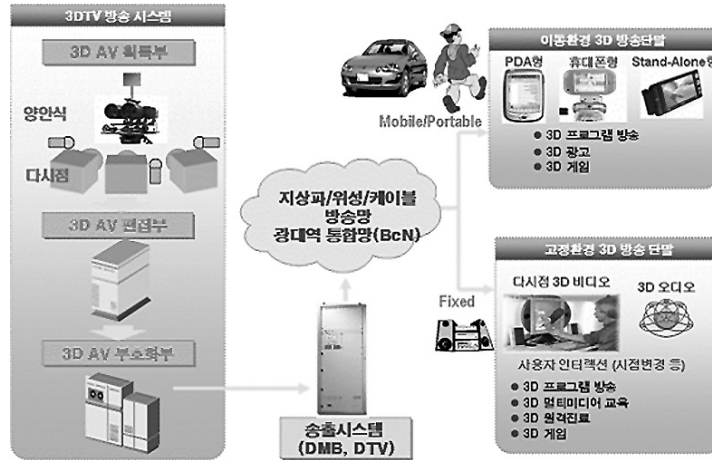 3DTV 방송 시스템
3D AV 획득부
양안식
다시점
3D AV 편집부
3D AV 부호화부
송출시스템
(DMB, DTV)
지상파/위성/케이블
방송망
광대역 통합망(BcN)
Mobile/Portable
Fixed
이동환경 3D 방송단말
PDA형
휴대폰형
Stand-Alone형
● 3D 프로그램 방송
● 3D 광고
● 3D 게임
고정환경 3D 방송 단말
다시점 3D 비디오
3D 오디오
사용자 인터랙션 (시점변경 등)
● 3D 프로그램 방송
● 3D 멀티미디어 교육
● 3D 원격진료
● 3D 게임